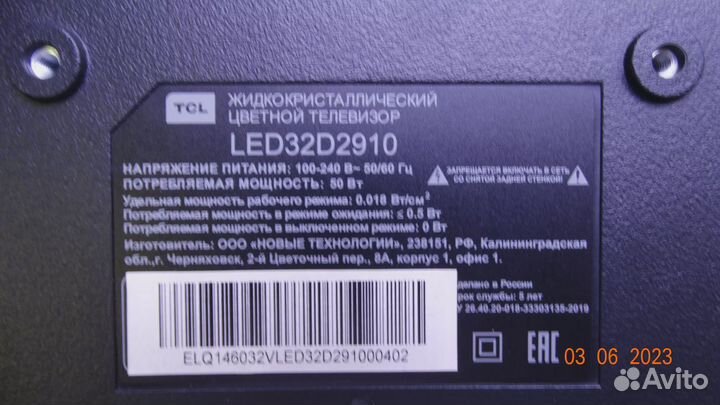 TCL
ЖИДКОКРИСТАЛЛИЧЕСКИЙ
ЦВЕТНОЙ ТЕЛЕВИЗОР
LED32D2910
НАПРЯЖЕНИЕ ПИТАНИЯ: 100-240 В~ 50/60 Гц
ПОТРЕБЛЯЕМАЯ МОЩНОСТЬ: 50 Вт
ЗАПРЕЩАЕТСЯ ВКЛЮЧАТЬ В СЕТЬ
СО СНЯТОЙ ЗАДНЕЙ СТЕНКОЙ!
Удельная мощность рабочего режима: 0.018 Вт/см²
Потребляемая мощность в режиме ожидания: ≤ 0.5 Вт
Потребляемая мощность в выключенном режиме: 0 Вт
Изготовитель: ООО «НОВЫЕ ТЕХНОЛОГИИ», 238151, РФ, Калининградская
обл.,г. Черняховск, 2-й Цветочный пер., 8А, корпус 1, офис 1.
делано в России
рок службы: 5 лет
У 26.40.20-018-33303135-2019
ELQ146032VLED32D291000402
EAC
03 06 2023
Avito